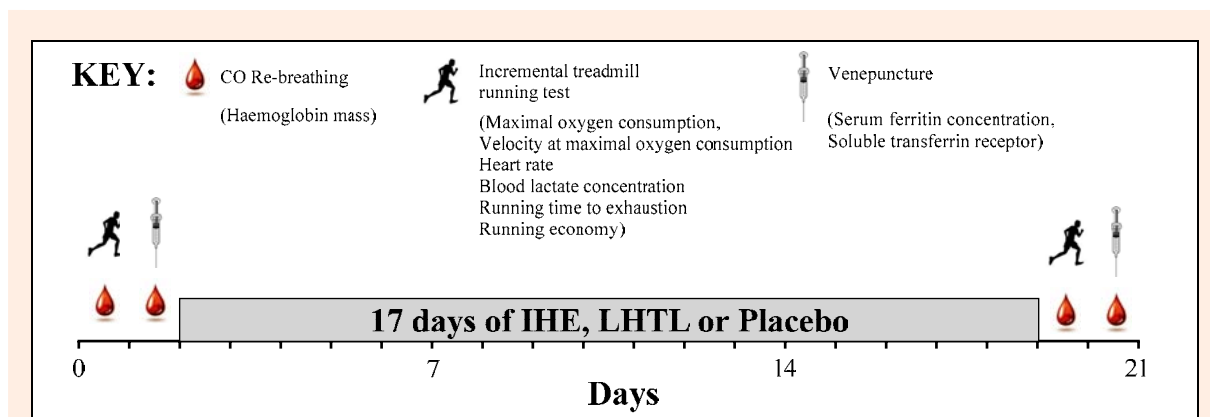 KEY:
CO Re-breathing
(Haemoglobin mass)
Incremental treadmill
running test
(Maximal oxygen consumption,
Velocity at maximal oxygen consumption
Heart rate
Blood lactate concentration
Running time to exhaustion
Running economy)
Venepuncture
(Serum ferritin concentration,
Soluble transferrin receptor)
17 days of IHE, LHTL or Placebo
0 7 14 21
Days